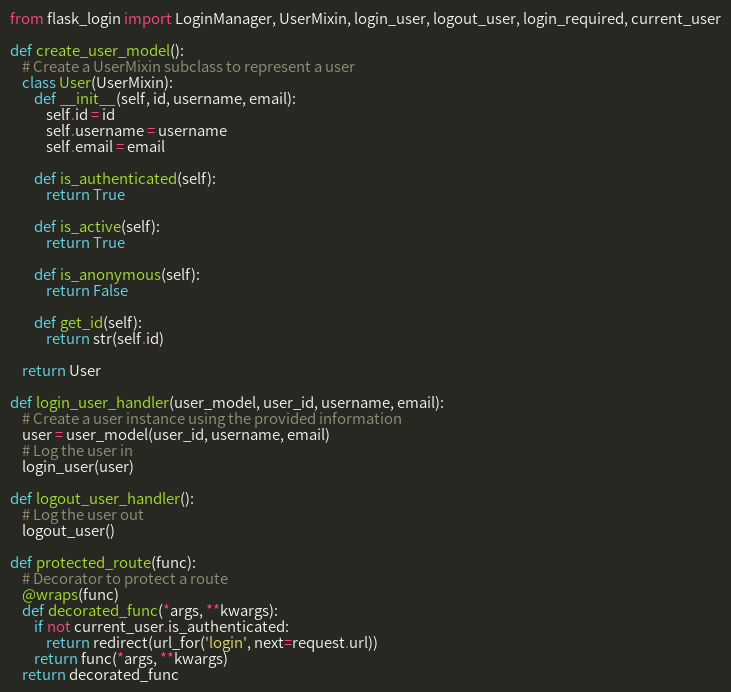 from flask_login import LoginManager, UserMixin, login_user, logout_user, login_required, current_user

def create_user_model():
    # Create a UserMixin subclass to represent a user
    class User(UserMixin):
        def __init__(self, id, username, email):
            self.id = id
            self.username = username
            self.email = email

        def is_authenticated(self):
            return True

        def is_active(self):
            return True

        def is_anonymous(self):
            return False

        def get_id(self):
            return str(self.id)

    return User

def login_user_handler(user_model, user_id, username, email):
    # Create a user instance using the provided information
    user = user_model(user_id, username, email)
    # Log the user in
    login_user(user)

def logout_user_handler():
    # Log the user out
    logout_user()

def protected_route(func):
    # Decorator to protect a route
    @wraps(func)
    def decorated_func(*args, **kwargs):
        if not current_user.is_authenticated:
            return redirect(url_for('login', next=request.url))
        return func(*args, **kwargs)
    return decorated_func